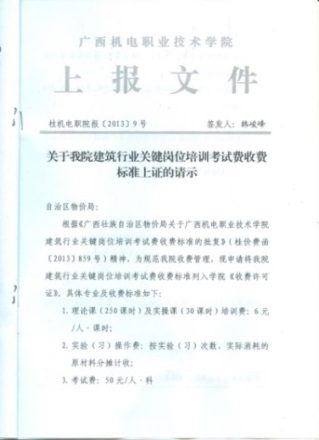 广西机电职业技术学院
上报文件
桂机电职院报〔2013〕9号 签发人：韩峻峰
关于我院建筑行业关键岗位培训考试费收费
标准上证的请示
自治区物价局：
根据《广西壮族自治区物价局关于广西机电职业技术学院
建筑行业关键岗位培训考试费收费标准的批复》（桂价费函
〔2013〕859号）精神，为规范我院收费管理，现申请将我院
建筑行业关键岗位培训考试费收费标准列入学院《收费许可
证》，具体专业及收费标准如下：
1. 理论课（250课时）及实操课（30课时）培训费：6元
/人·课时；
2. 实验（习）操作费：按实验（习）次数、实际消耗的
原材料分摊计收；
3. 考试费：50元/人·科